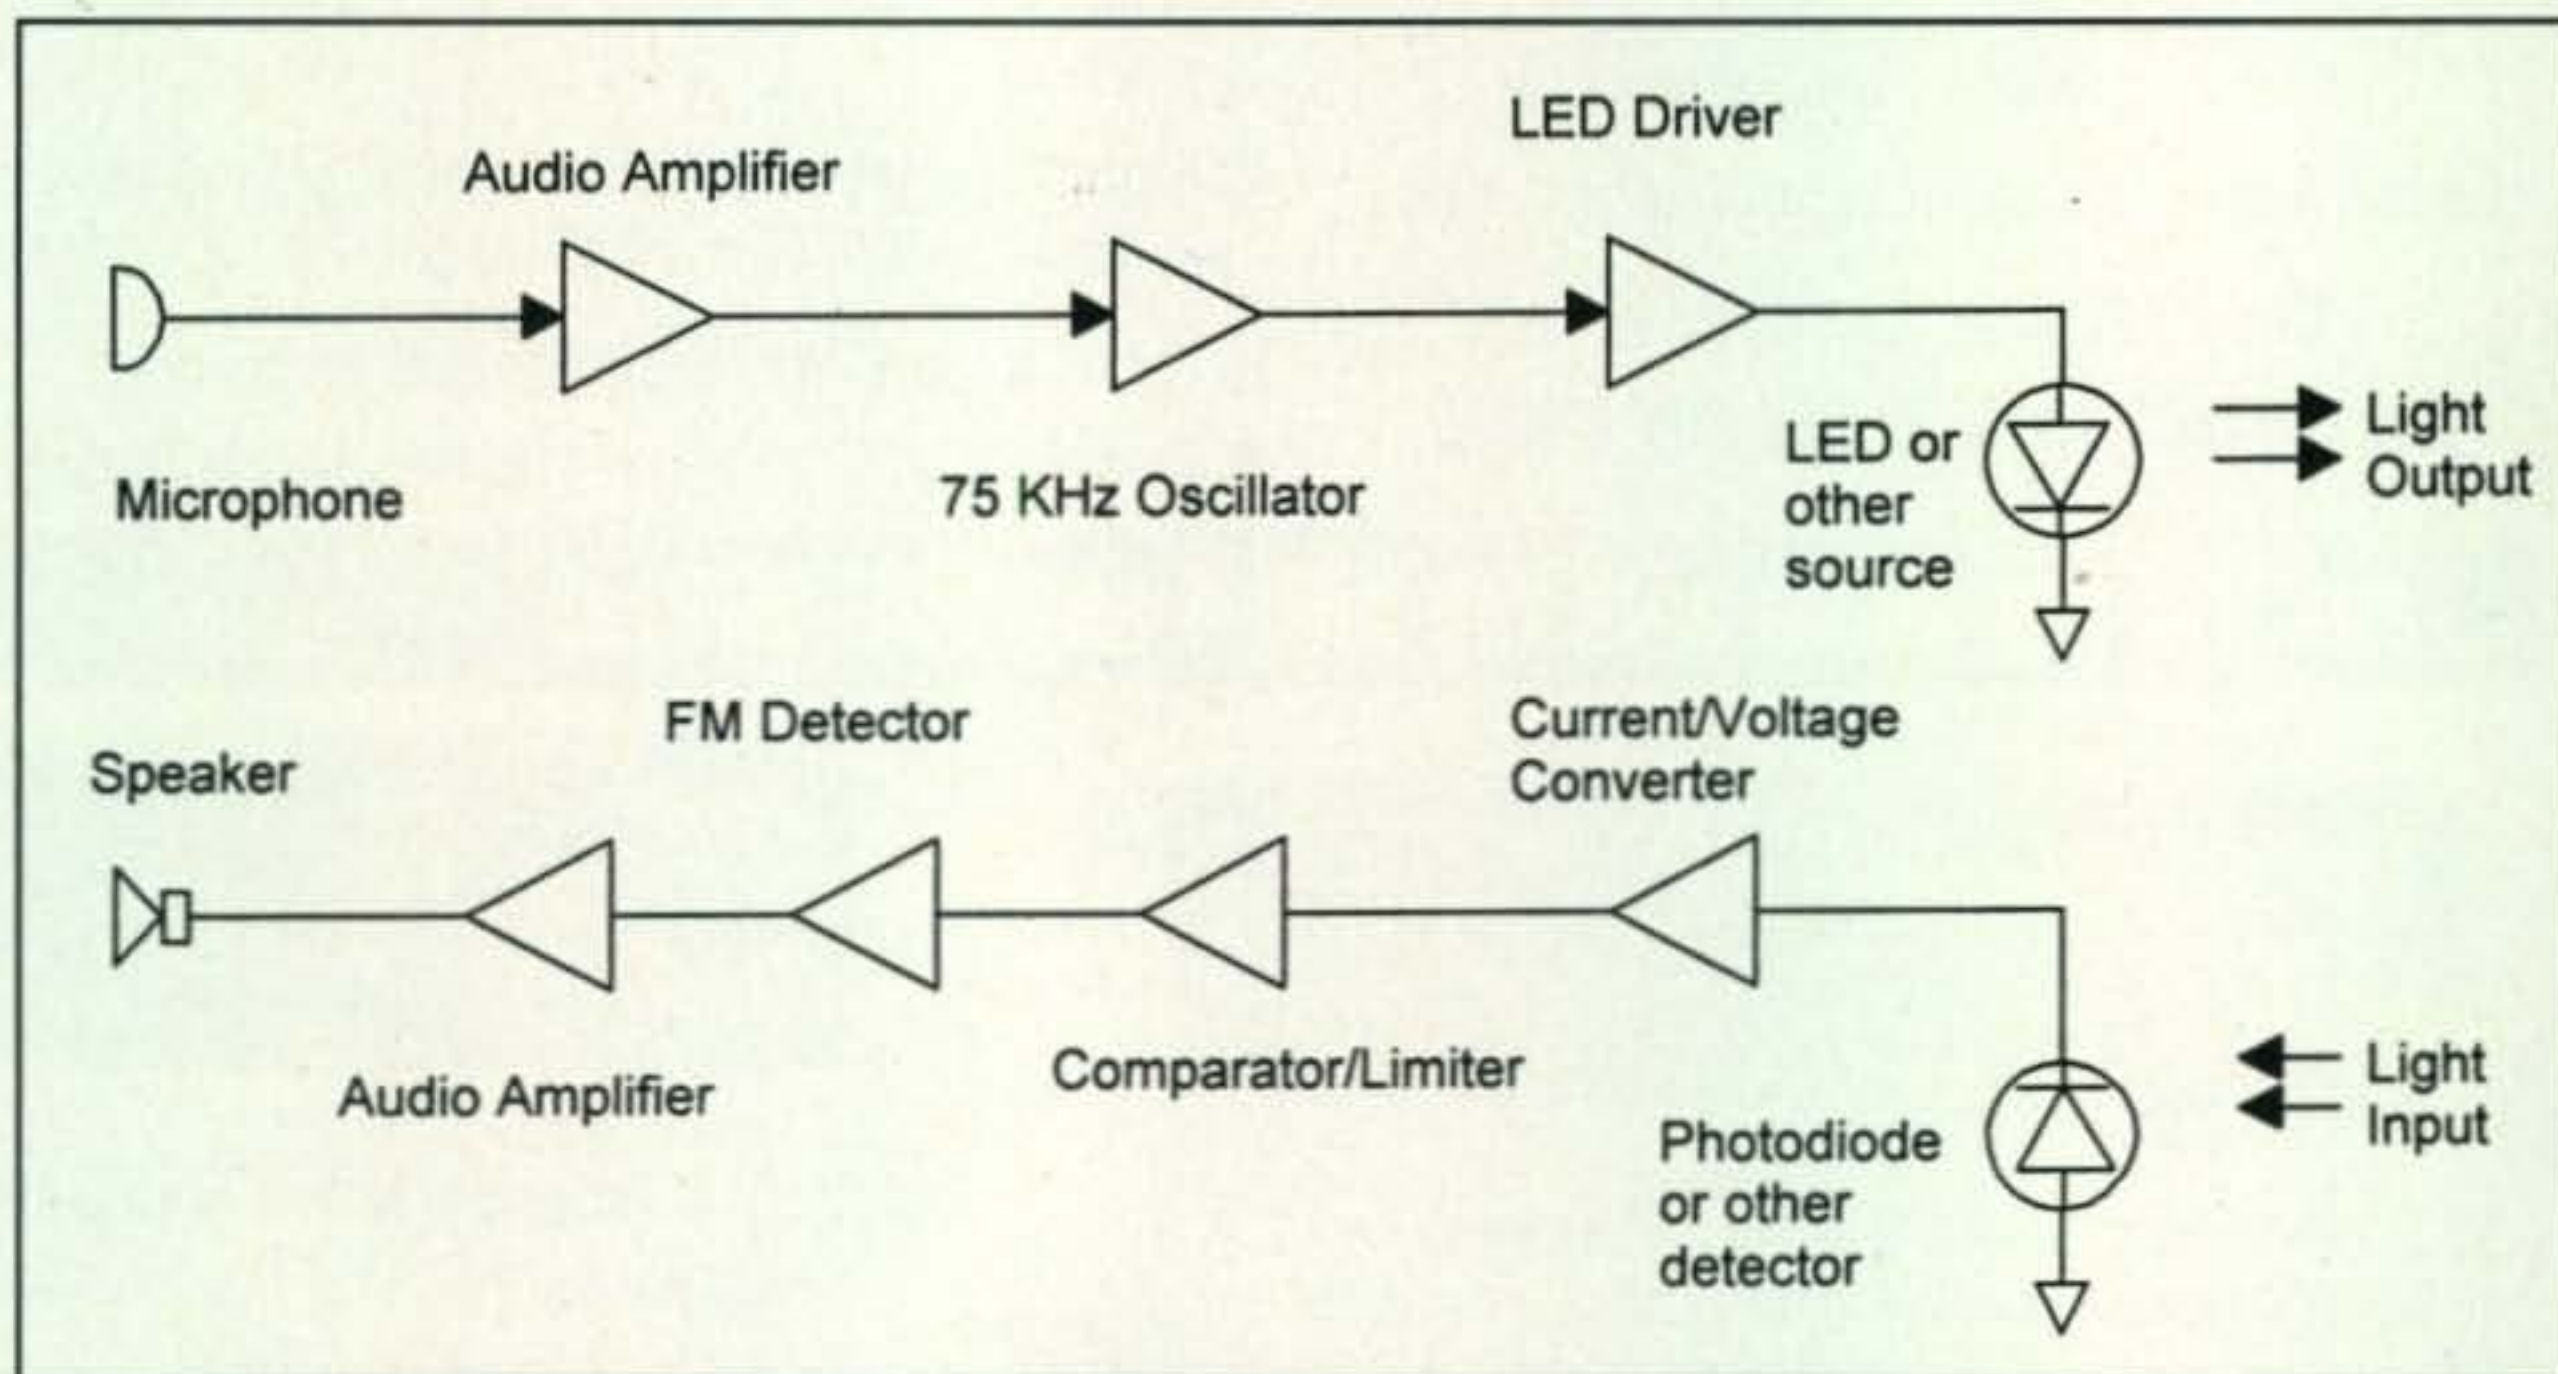 LED Driver
Audio Amplifier
Microphone
75 KHz Oscillator
LED or
other
source
Light
Output
FM Detector
Current/Voltage
Converter
Speaker
Audio Amplifier
Comparator/Limiter
Photodiode
or other
detector
Light
Input